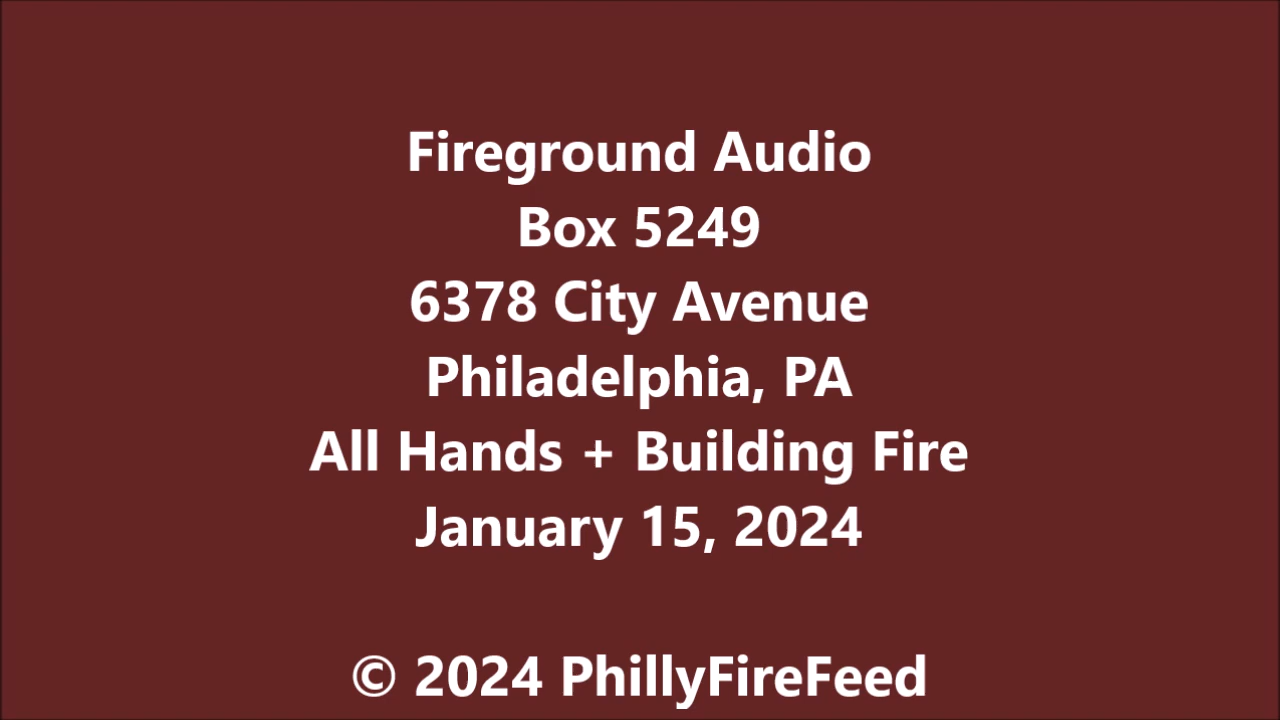 Fireground Audio
Box 5249
6378 City Avenue
Philadelphia, PA
All Hands + Building Fire
January 15, 2024
© 2024 PhillyFireFeed